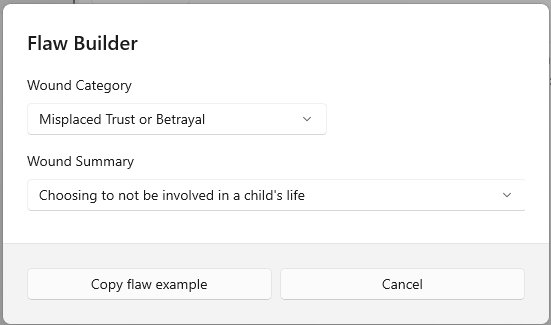 Flaw Builder
Wound Category
Misplaced Trust or Betrayal
Wound Summary
Choosing to not be involved in a child's life
Copy flaw example
Cancel